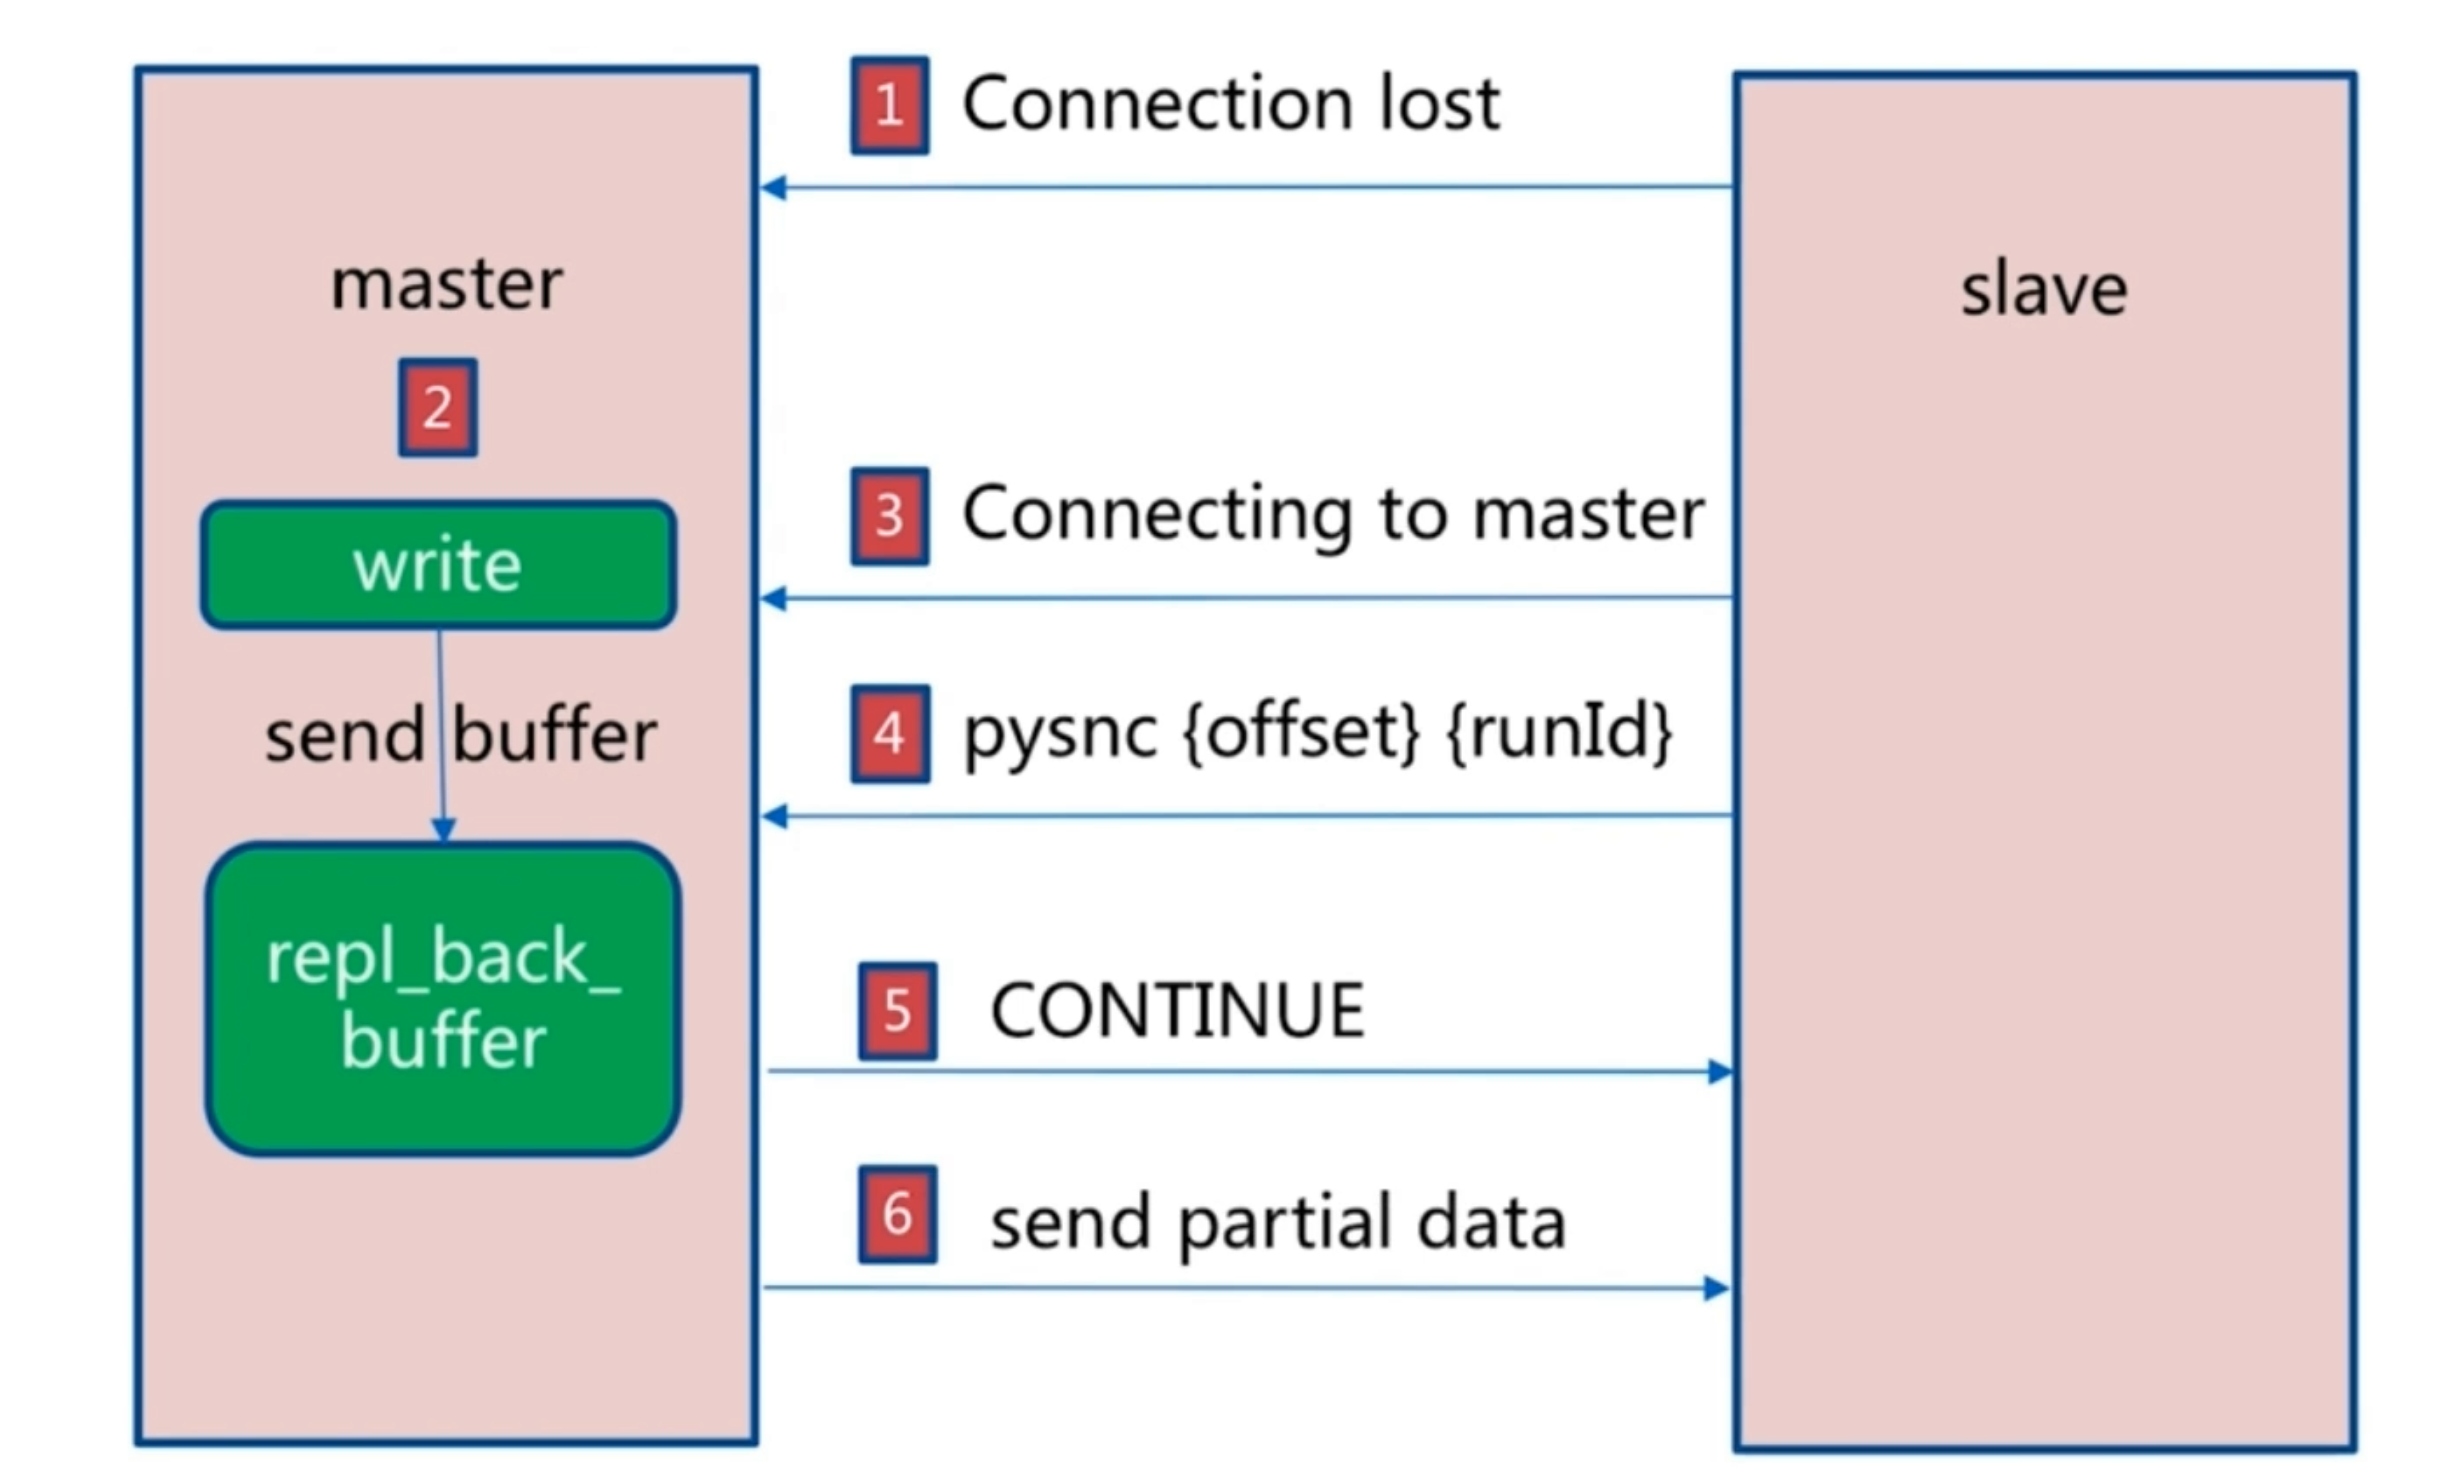 1 Connection lost
master
slave
2
write
3 Connecting to master
send buffer
4 pysnc {offset} {runId}
repl_back_
buffer
5 CONTINUE
6 send partial data